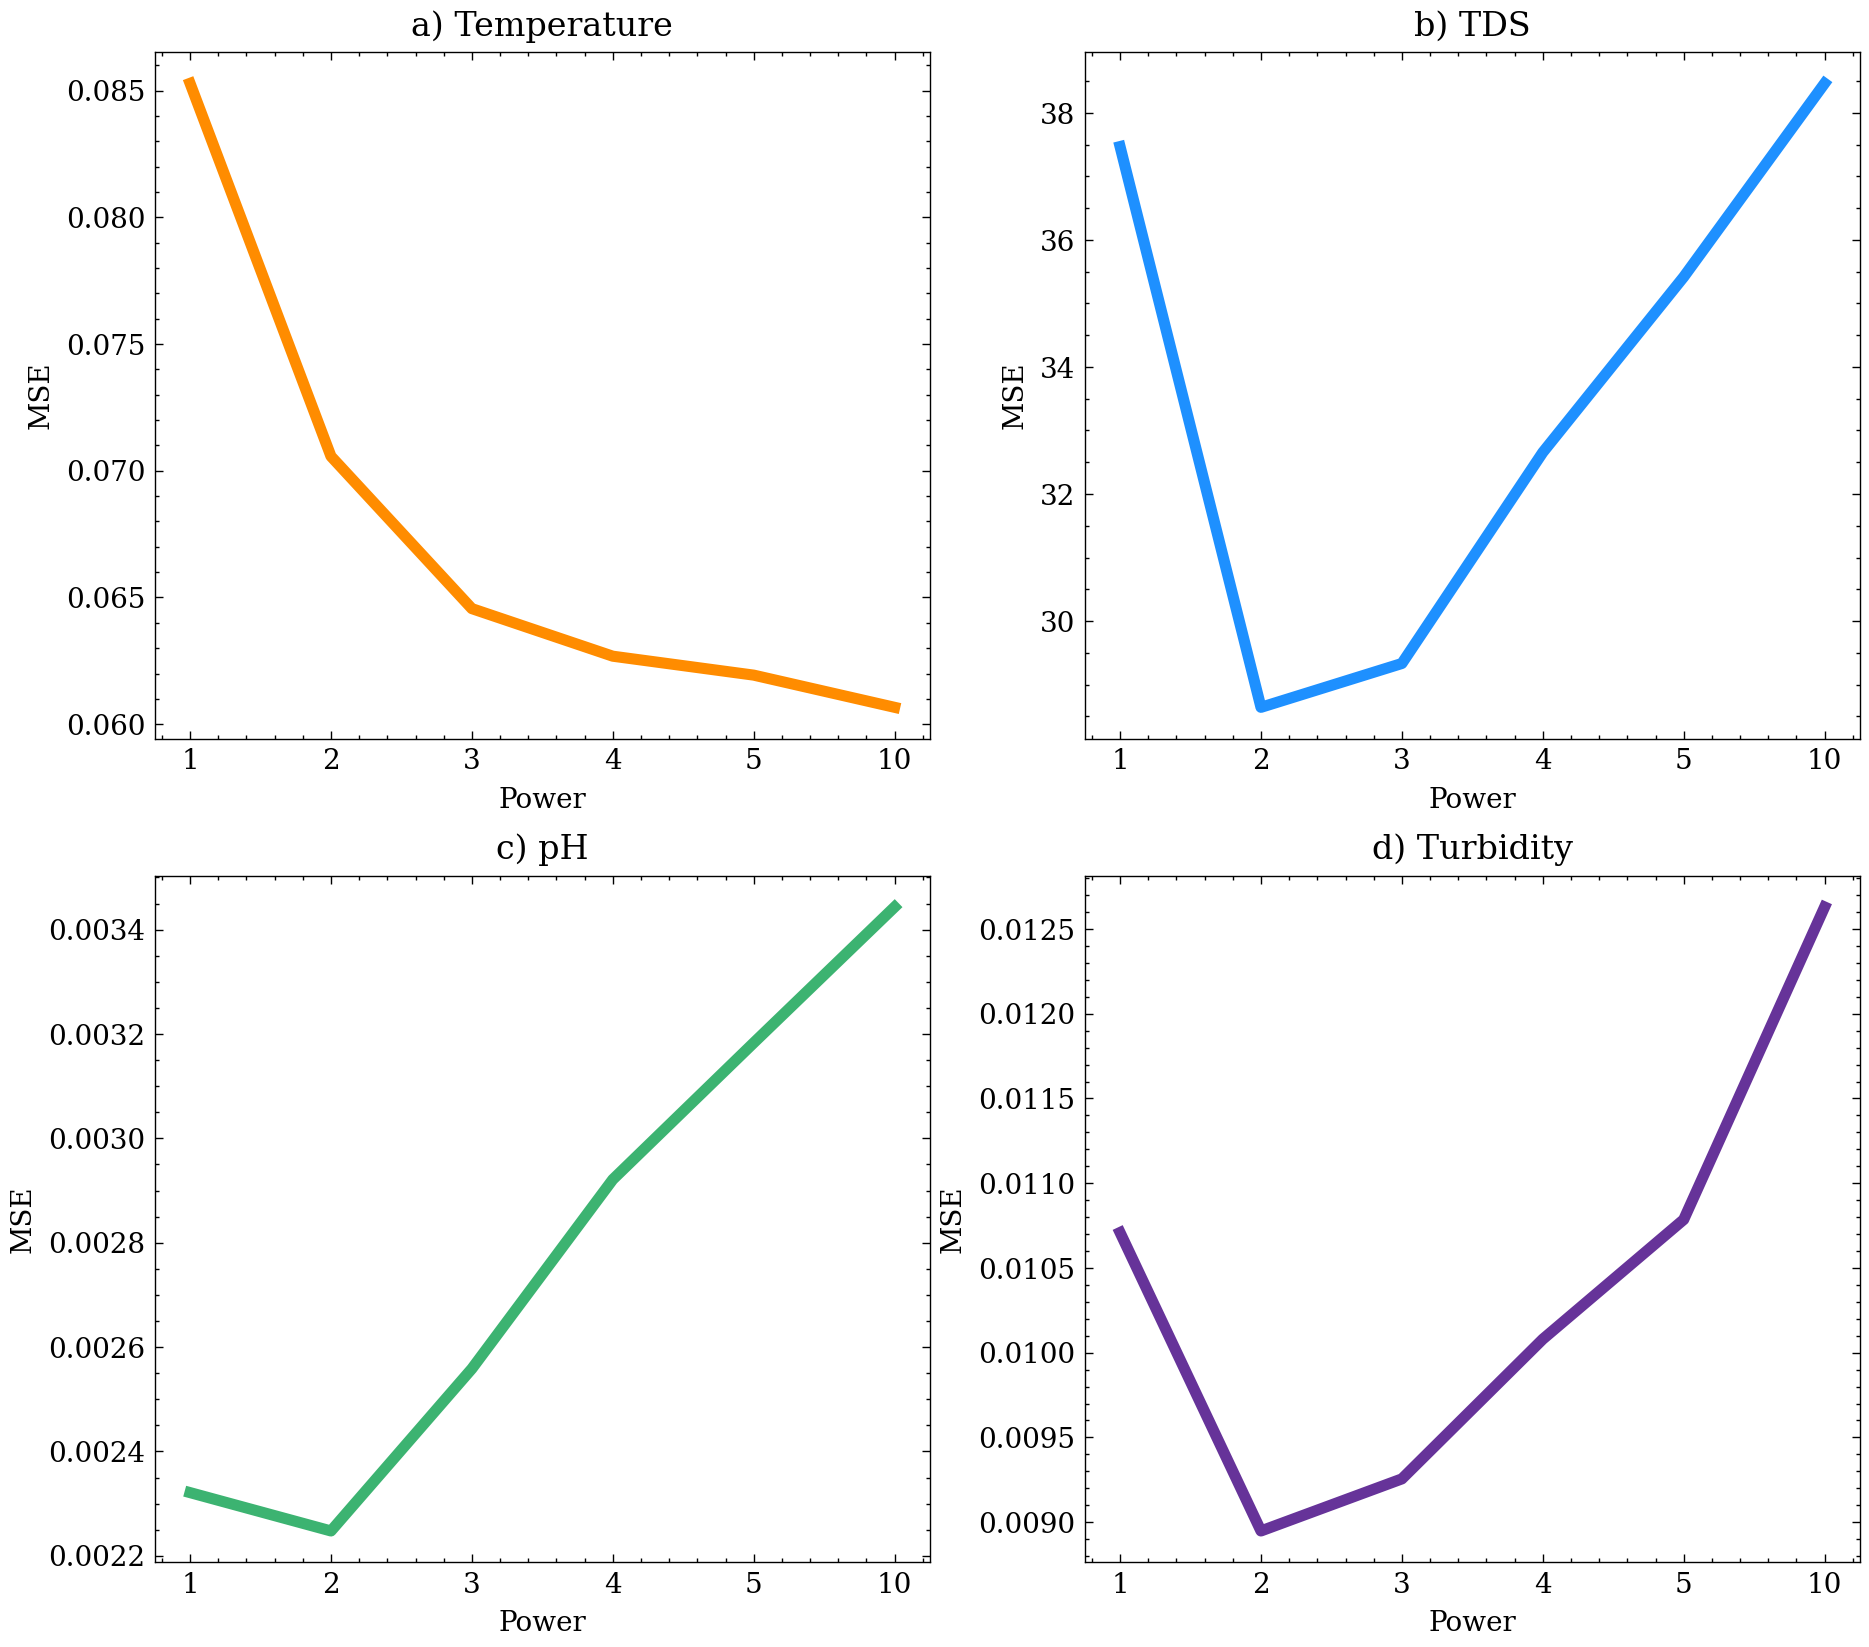 a) Temperature
0.085
0.080
0.075
0.070
0.065
0.060
MSE
1 2 3 4 5 10
Power
b) TDS
38
36
34
32
30
MSE
1 2 3 4 5 10
Power
c) pH
0.0034
0.0032
0.0030
0.0028
0.0026
0.0024
0.0022
MSE
1 2 3 4 5 10
Power
d) Turbidity
0.0125
0.0120
0.0115
0.0110
0.0105
0.0100
0.0095
0.0090
MSE
1 2 3 4 5 10
Power